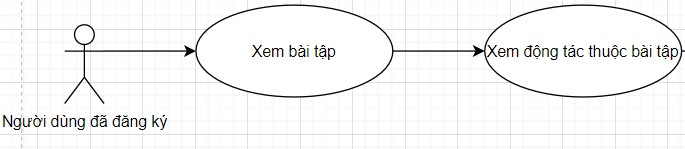 Xem bài tập
Xem động tác thuộc bài tập
Người dùng đã đăng ký